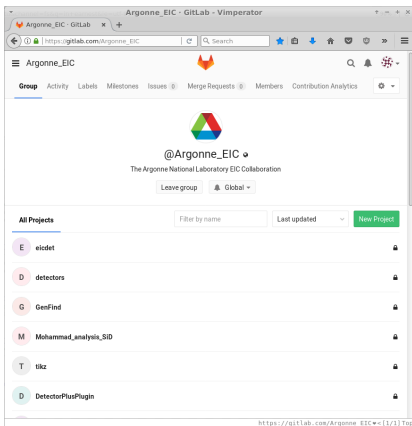 Argonne_EIC · GitLab - Vimperator
Argonne_EIC · GitLab × +
https://gitlab.com/Argonne_EIC Search
Argonne_EIC
Group Activity Labels Milestones Issues 0 Merge Requests 0 Members Contribution Analytics
@Argonne_EIC
The Argonne National Laboratory EIC Collaboration
Leave group Global
All Projects Filter by name Last updated New Project
E eicdet
D detectors
G GenFind
M Mohammad_analysis_SiD
T tikz
D DetectorPlusPlugin
https://gitlab.com/Argonne_EIC♥<[1/1]Top